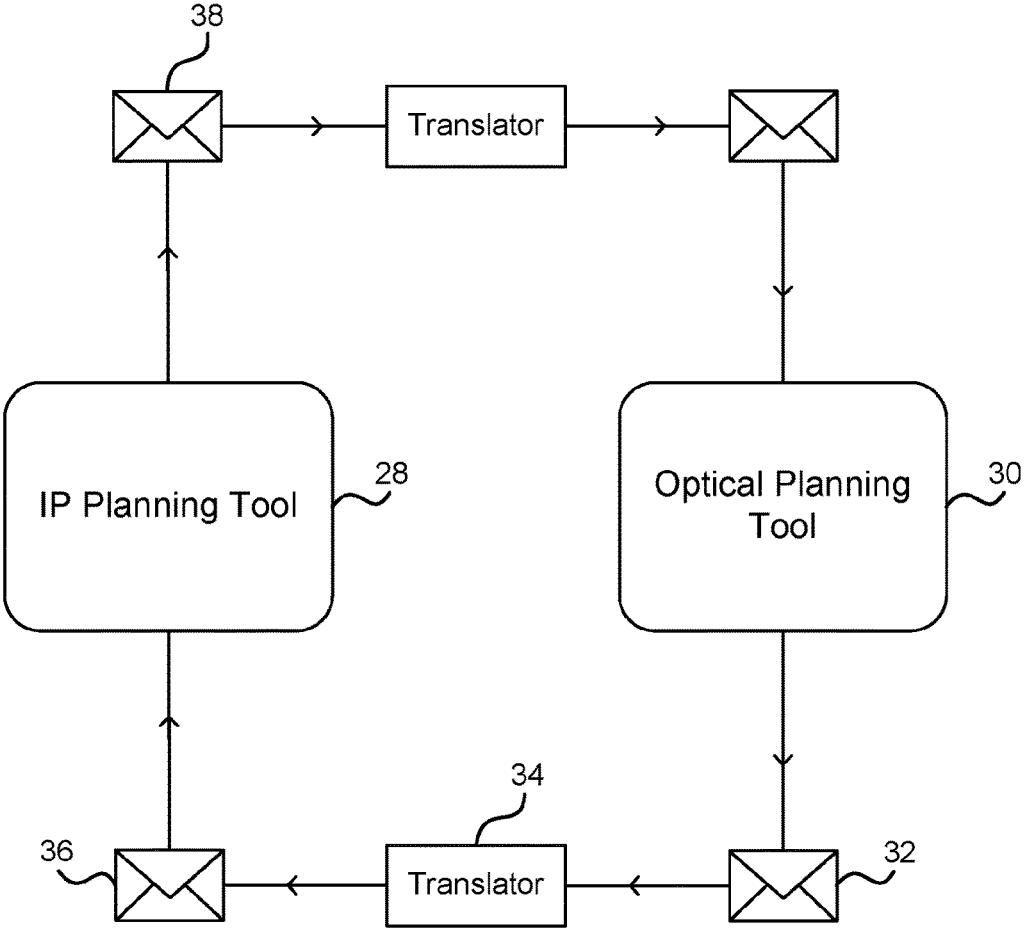 38
Translator
IP Planning Tool
28
Optical Planning
Tool
30
34
36
Translator
32